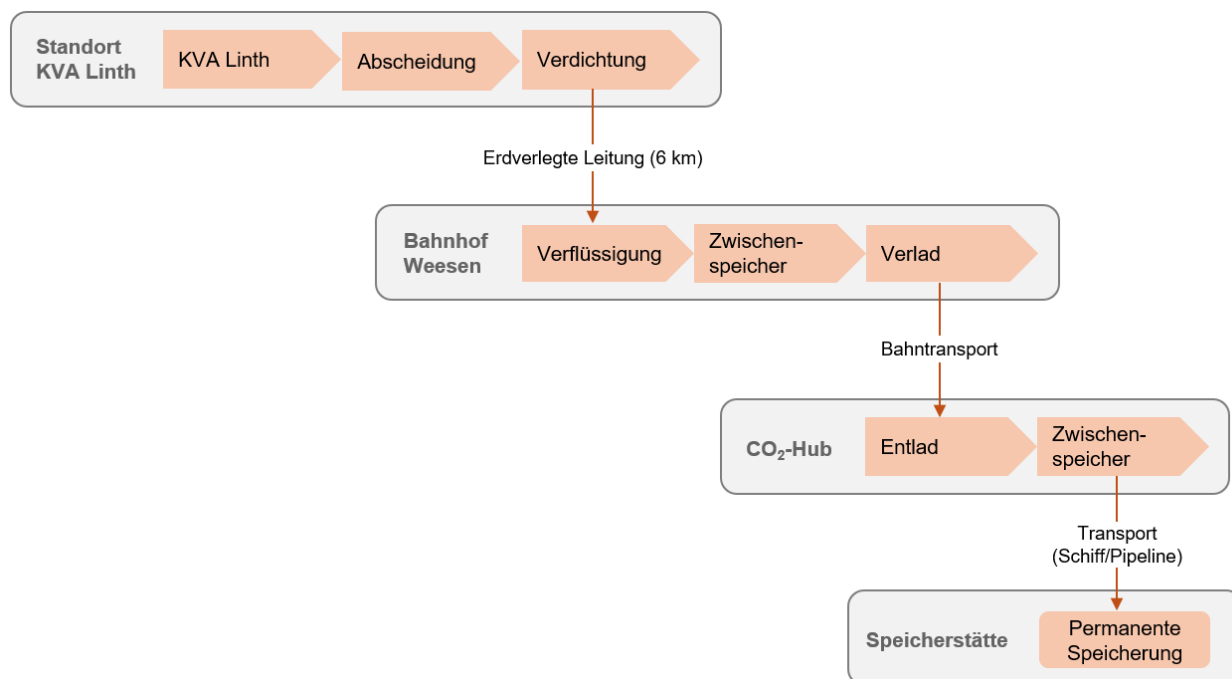 Standort
KVA Linth
KVA Linth
Abscheidung
Verdichtung
Erdverlegte Leitung (6 km)
Bahnhof
Weesen
Verflüssigung
Zwischen-
speicher
Verlad
Bahntransport
CO₂-Hub
Entlad
Zwischen-
speicher
Transport
(Schiff/Pipeline)
Speicherstätte
Permanente
Speicherung